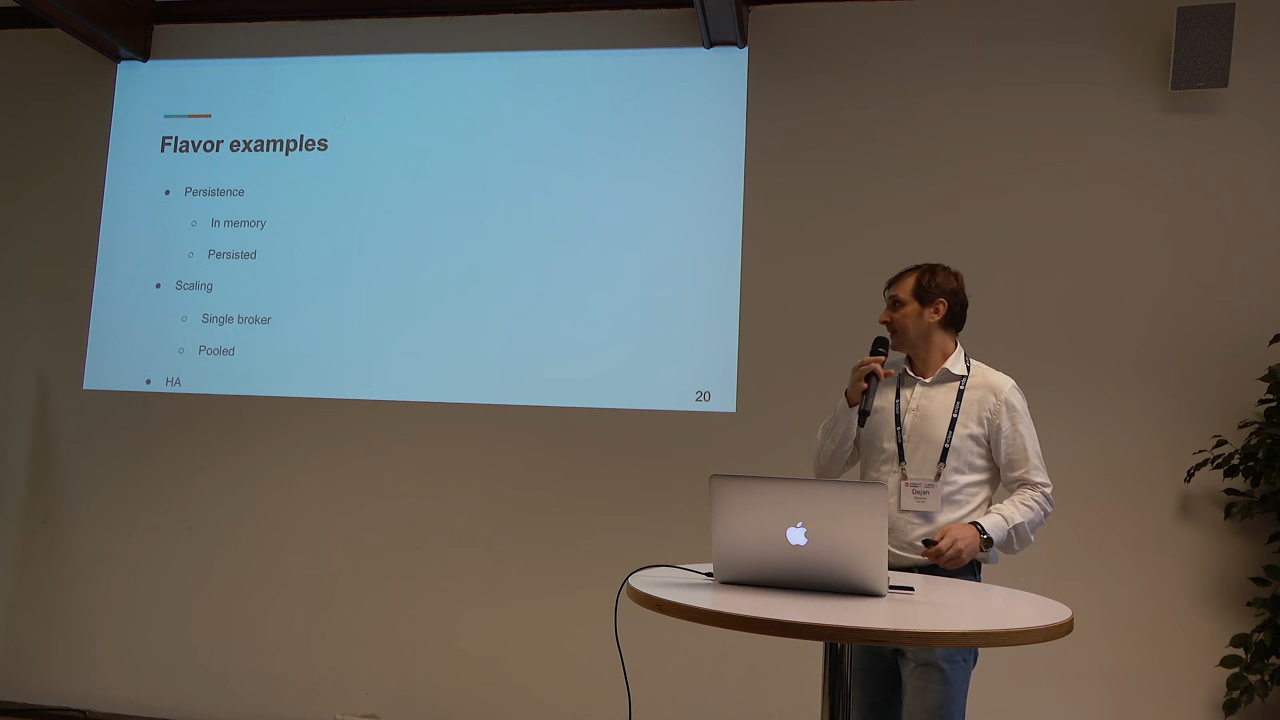 Flavor examples
● Persistence
○ In memory
○ Persisted
● Scaling
○ Single broker
○ Pooled
● HA
20
Dejan